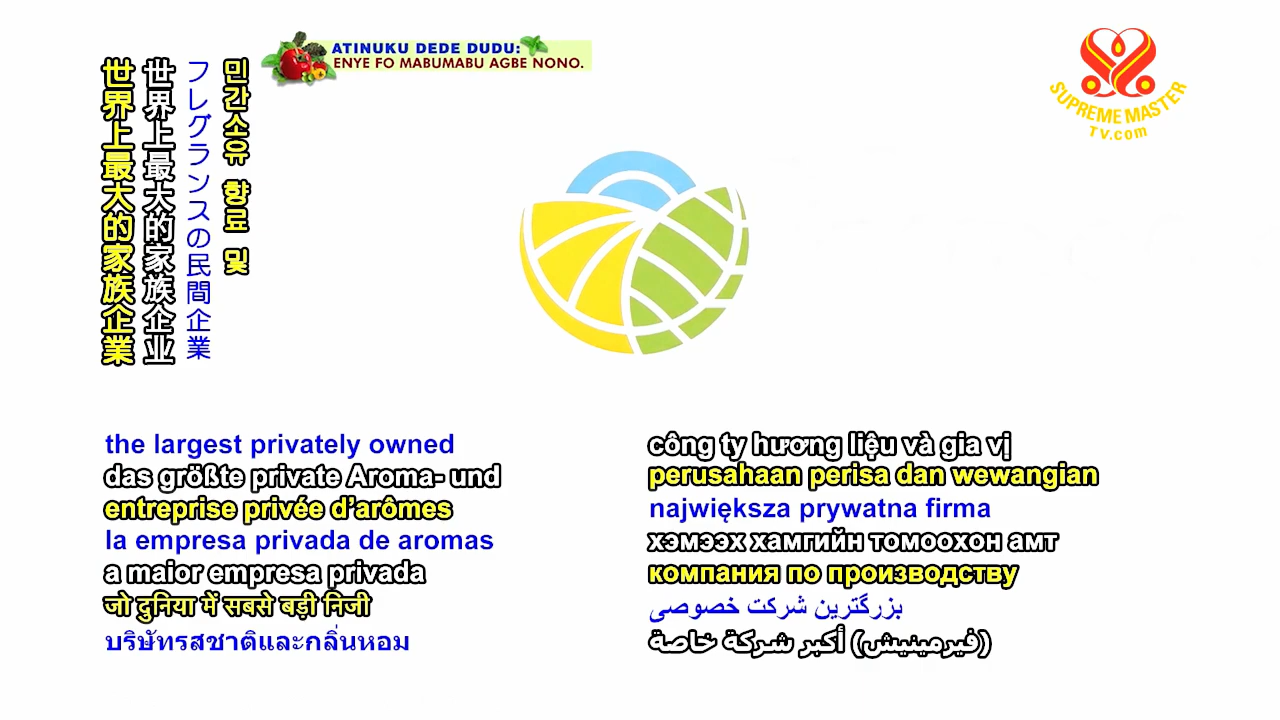 ATINUKU DEDE DUDU:
ENYE FO MABUMABU AGBE NONO.
SUPREME MASTER
TV.com
世界上最大的家族企業
世界上最大的家族企业
フレグランスの民間企業
민간소유 향료 및
the largest privately owned
das größte private Aroma- und
entreprise privée d’arômes
la empresa privada de aromas
a maior empresa privada
जो दुनिया में सबसे बड़ी निजी
บริษัทรสชาติและกลิ่นหอม
công ty hương liệu và gia vị
perusahaan perisa dan wewangian
największa prywatna firma
хэмээх хамгийн томоохон амт
компания по производству
بزرگترین شرکت خصوصی
(فيرمينيش) أكبر شركة خاصة